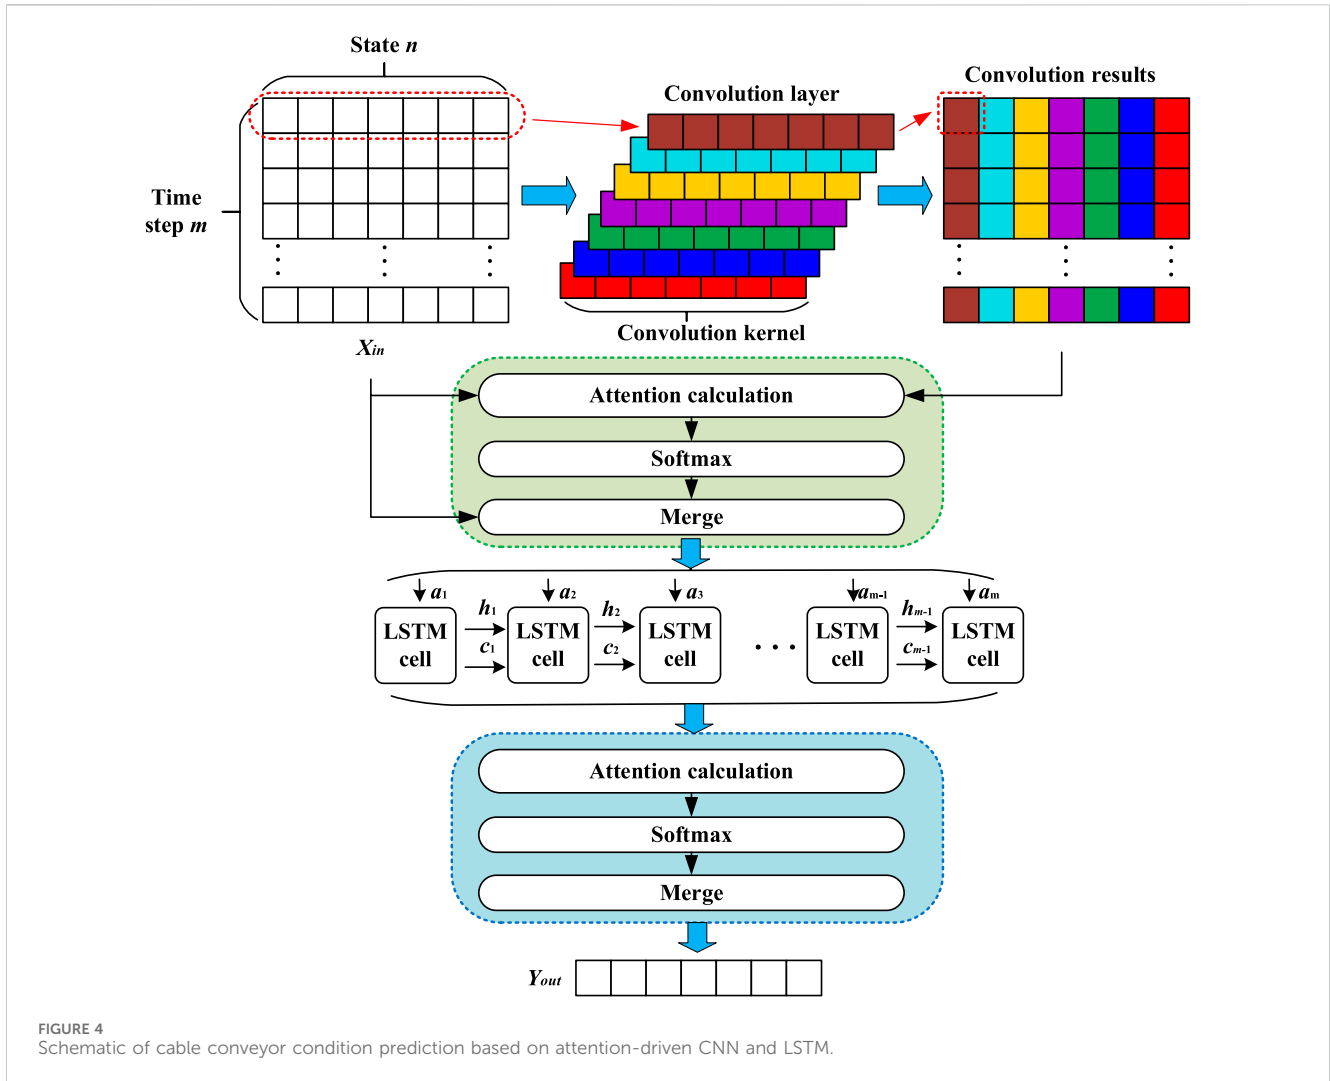 State n
Convolution results
Convolution layer
Time
step m
Convolution kernel
Xin
Attention calculation
Softmax
Merge
a1
a2
a3
am-1
am
h1
h2
hm-1
LSTM
cell
LSTM
cell
LSTM
cell
LSTM
cell
LSTM
cell
c1
c2
cm-1
Attention calculation
Softmax
Merge
Yout
FIGURE 4
Schematic of cable conveyor condition prediction based on attention-driven CNN and LSTM.